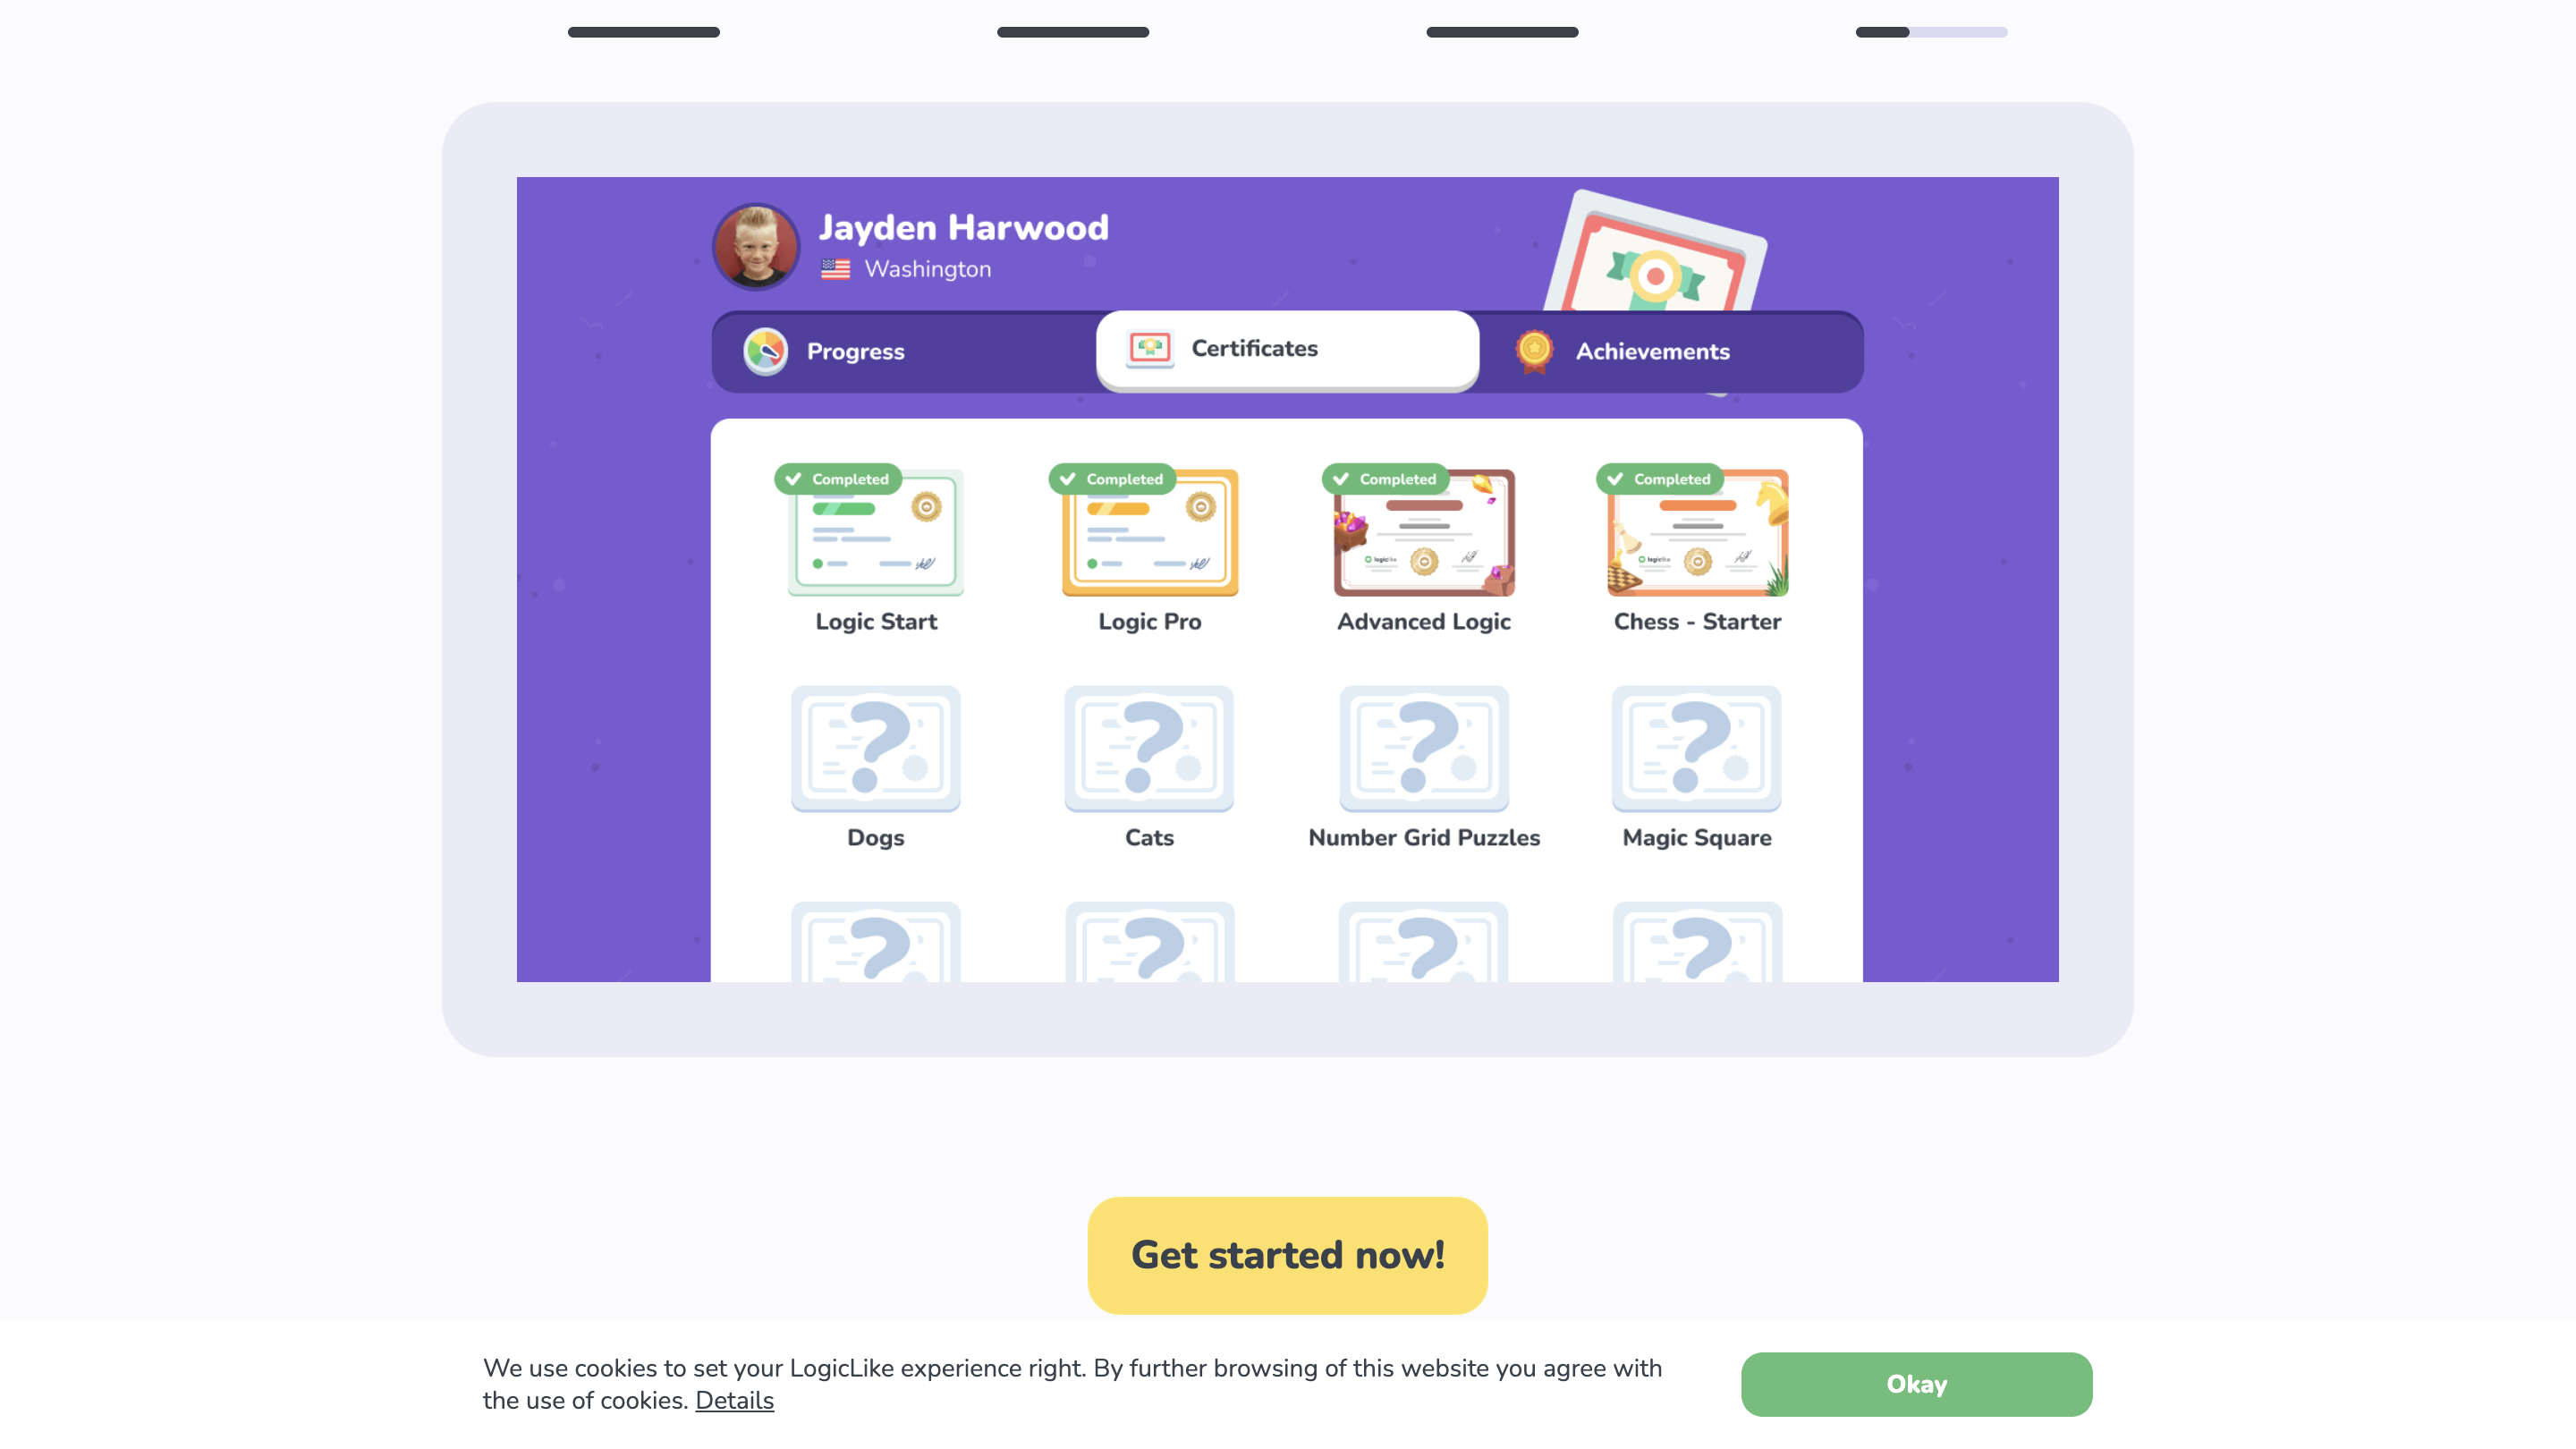 Jayden Harwood
Washington
Progress
Certificates
Achievements
Completed
Completed
Completed
Completed
logiclike
logiclike
Logic Start
Logic Pro
Advanced Logic
Chess - Starter
Dogs
Cats
Number Grid Puzzles
Magic Square
Get started now!
We use cookies to set your LogicLike experience right. By further browsing of this website you agree with
the use of cookies. Details
Okay